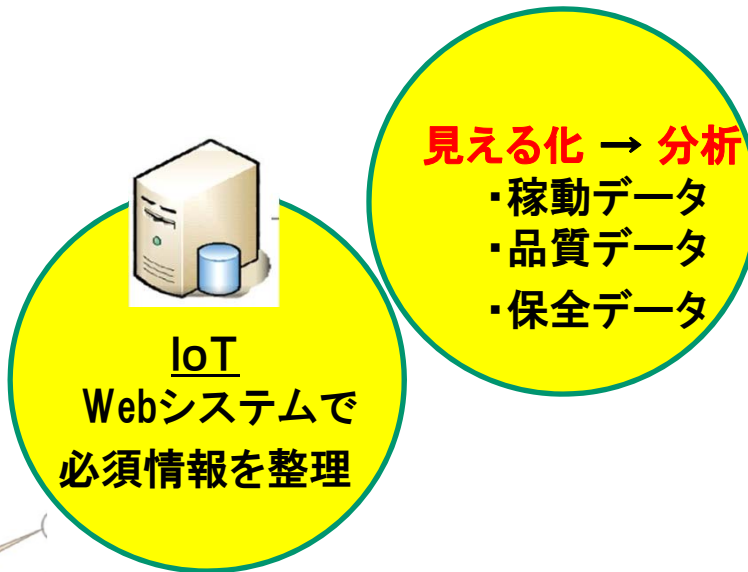 見える化 → 分析
・稼動データ
・品質データ
・保全データ
IoT
Webシステムで
必須情報を整理